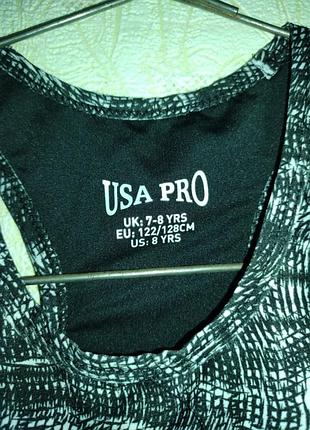 USA PRO
UK: 7-8 YRS
EU: 122/128CM
US: 8 YRS